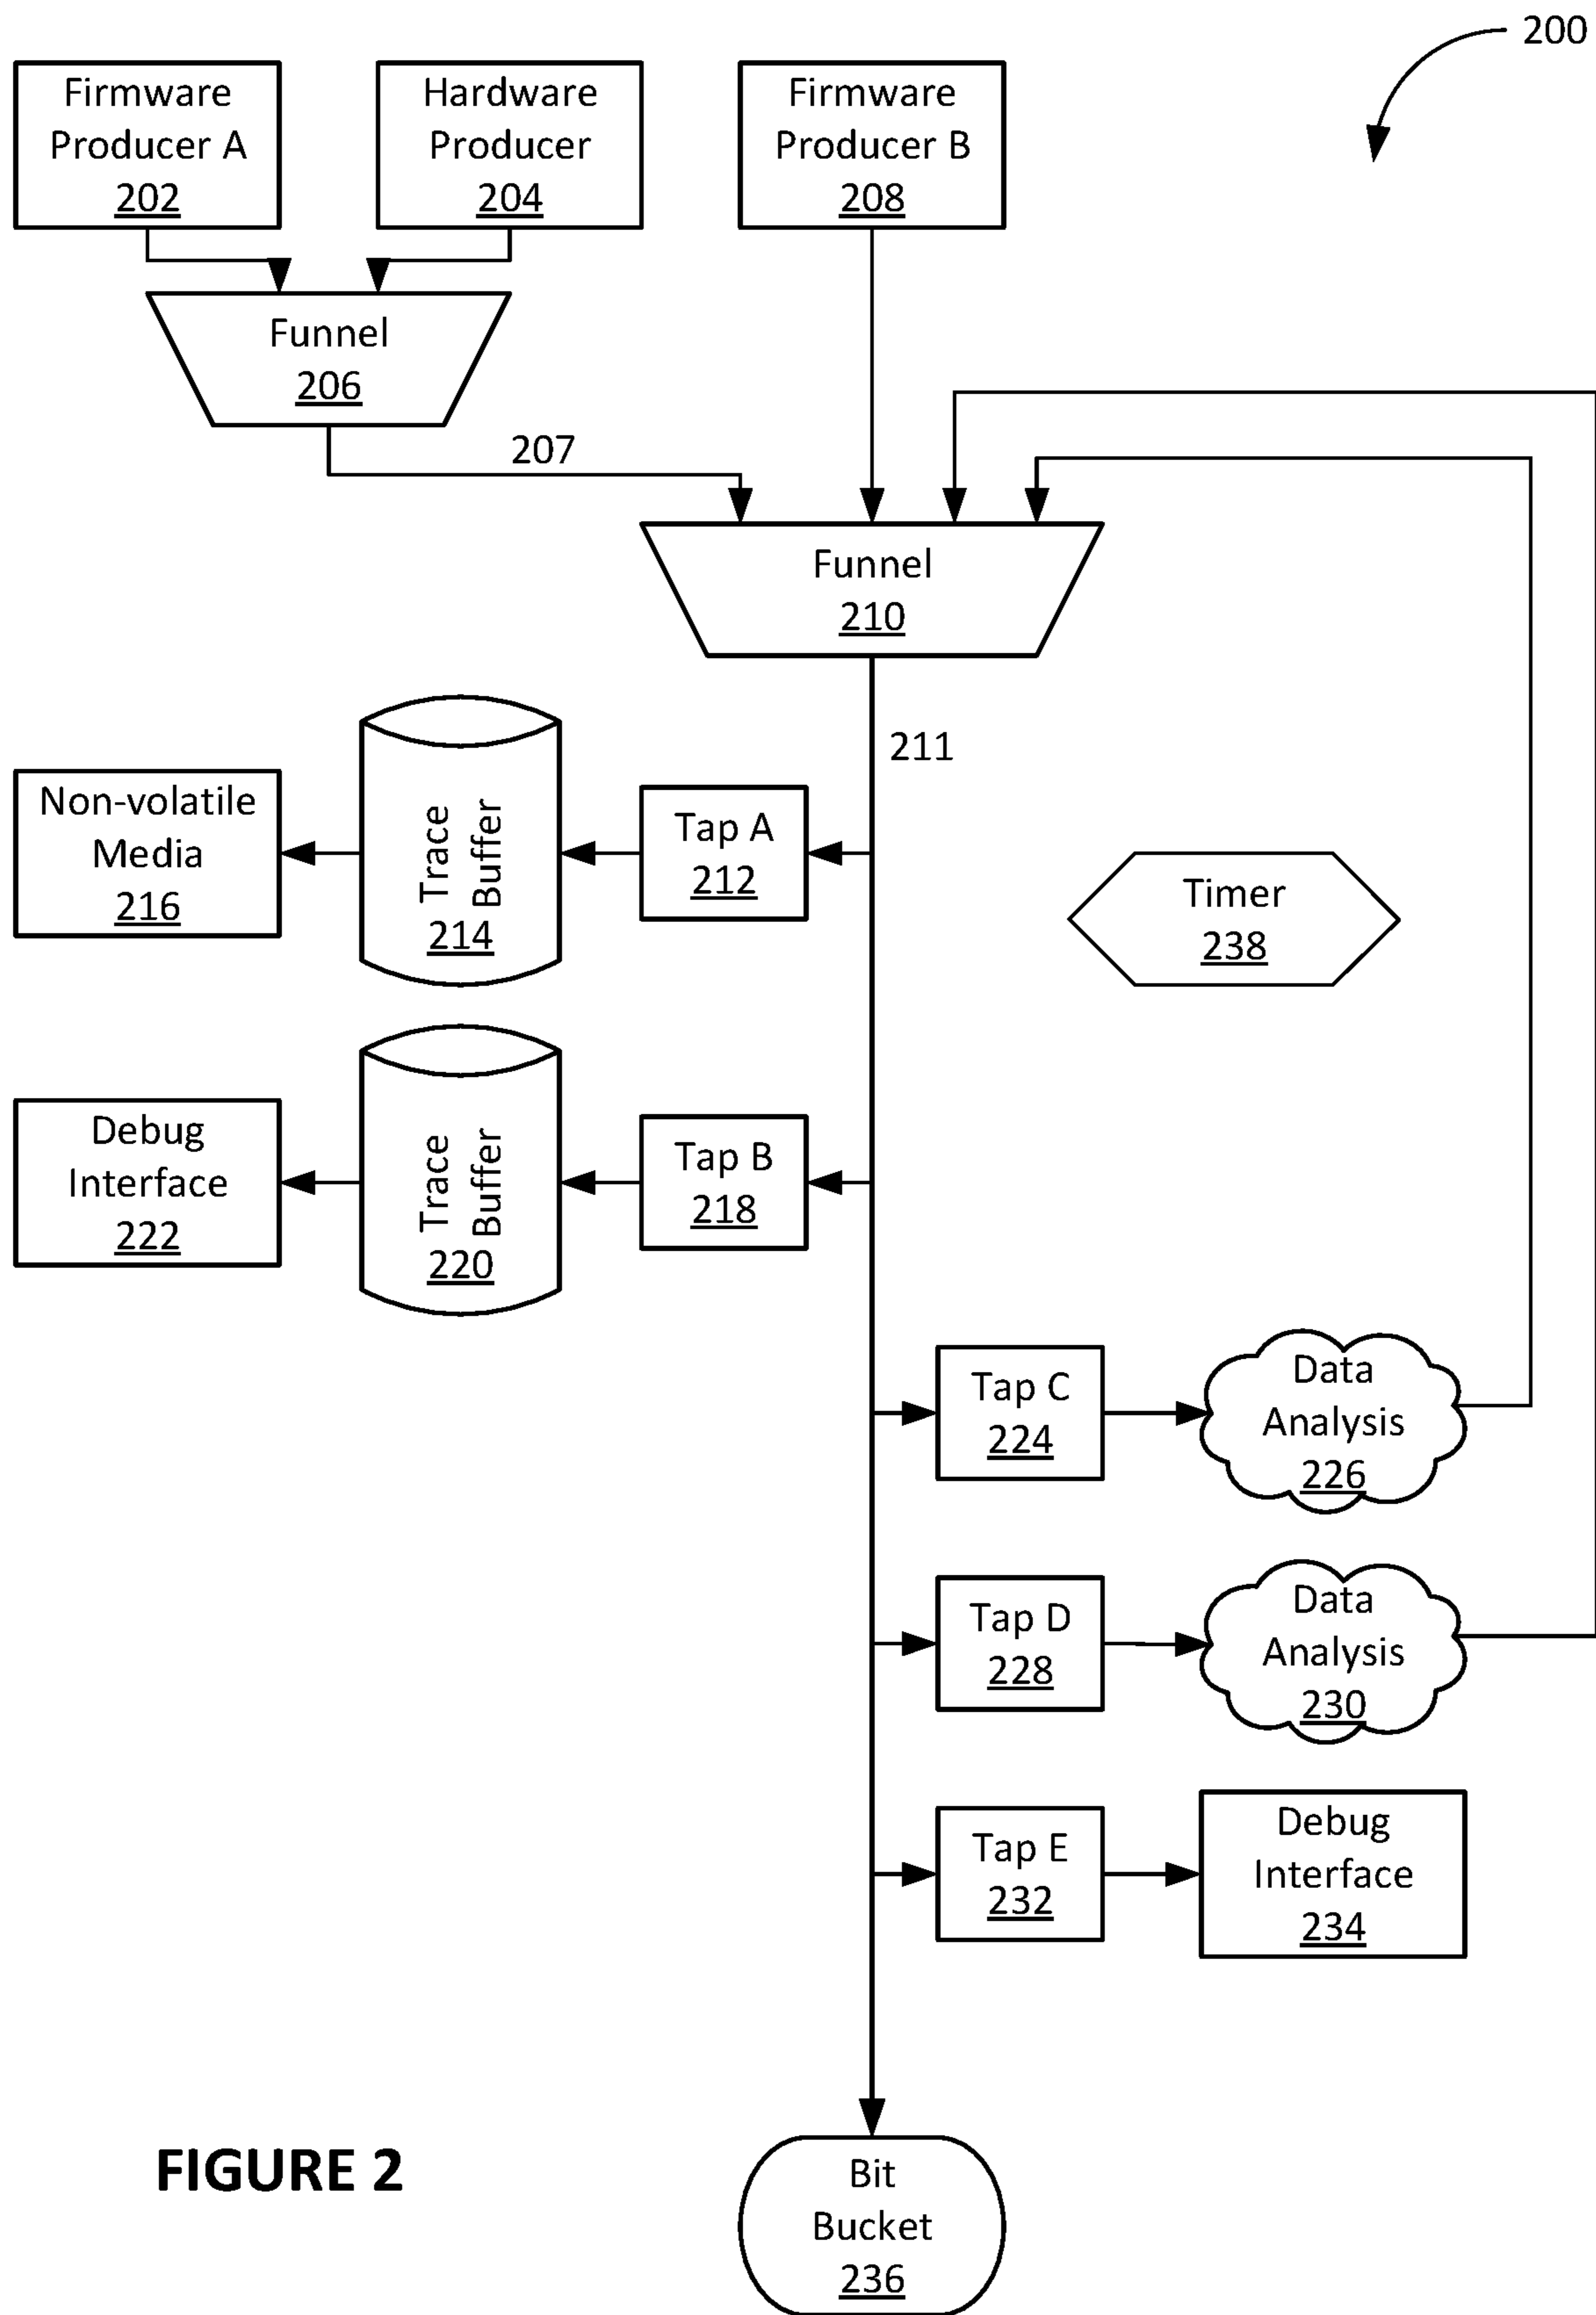 200
Firmware
Producer A
202
Hardware
Producer
204
Firmware
Producer B
208
Funnel
206
207
Funnel
210
211
Non-volatile
Media
216
Trace
Buffer
214
Tap A
212
Timer
238
Debug
Interface
222
Trace
Buffer
220
Tap B
218
Tap C
224
Data
Analysis
226
Tap D
228
Data
Analysis
230
Tap E
232
Debug
Interface
234
Bit
Bucket
236
FIGURE 2